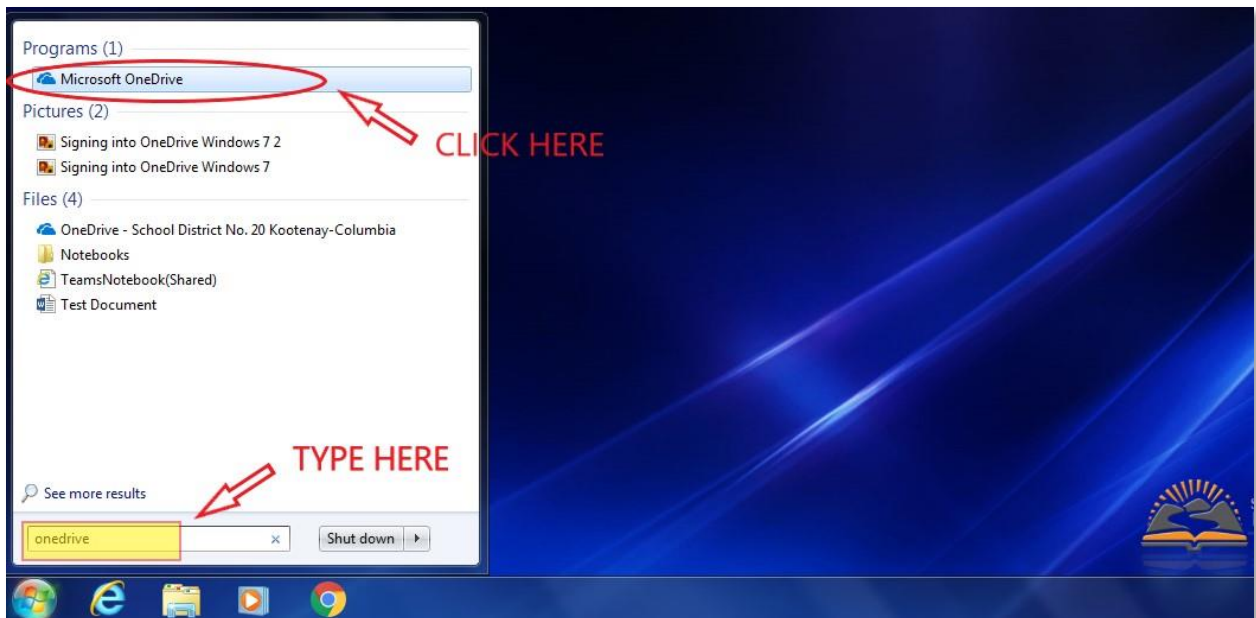 Programs (1)
Microsoft OneDrive
Pictures (2)
CLICK HERE
Signing into OneDrive Windows 7 2
Signing into OneDrive Windows 7
Files (4)
OneDrive - School District No. 20 Kootenay-Columbia
Notebooks
TeamsNotebook(Shared)
Test Document
TYPE HERE
See more results
onedrive
Shut down